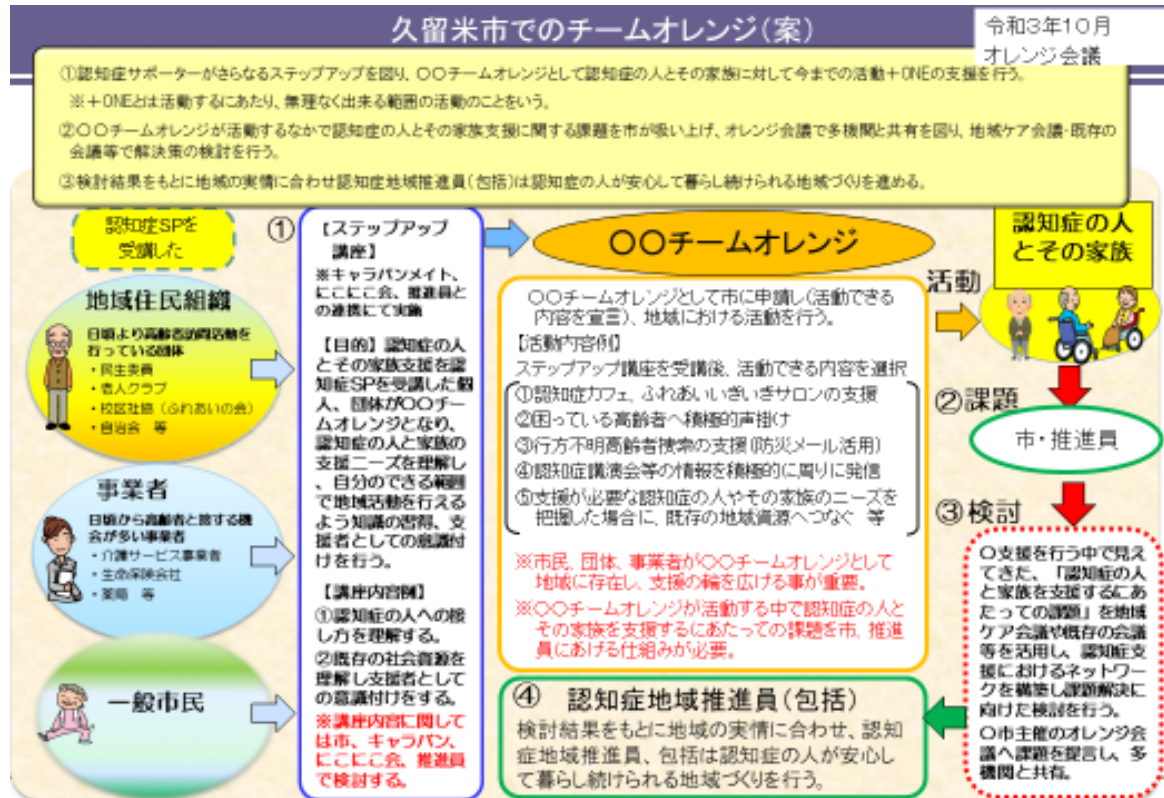 久留米市でのチームオレンジ(案)
令和3年10月
オレンジ会議
①認知症サポーターがさらなるステップアップを図り、〇〇チームオレンジとして認知症の人とその家族に対して今までの活動+ONEの支援を行う。
※+ONEとは活動するにあたり、無理なく出来る範囲の活動のことをいう。
②〇〇チームオレンジが活動するなかで認知症の人とその家族支援に関する課題を市が吸い上げ、オレンジ会議で多機関と共有を図り、地域ケア会議・既存の
会議等で解決策の検討を行う。
③検討結果をもとに地域の実情に合わせ認知症地域推進員(包括)は認知症の人が安心して暮らし続けられる地域づくりを進める。
認知症SPを
受講した
地域住民組織
日頃より高齢者訪問活動を
行っている団体
・民生委員
・老人クラブ
・校区社協(ふれあいの会)
・自治会 等
事業者
日頃から高齢者と接する機
会が多い事業者
・介護サービス事業者
・生命保険会社
・薬局 等
一般市民
①
【ステップアップ
講座】
※キャラバンメイト、
にこにこ会、推進員と
の連携にて実施
【目的】認知症の人
とその家族支援を認
知症SPを受講した個
人、団体が〇〇チー
ムオレンジとなり、
認知症の人と家族の
支援ニーズを理解し
、自分のできる範囲
で地域活動を行える
よう知識の習得、支
援者としての意識付
けを行う。
【講座内容例】
①認知症の人への接
し方を理解する。
②既存の社会資源を
理解し支援者として
の意識付けをする。
※講座内容に関して
は市、キャラバン、
にこにこ会、推進員
で検討する。
〇〇チームオレンジ
〇〇チームオレンジとして市に申請し(活動できる
内容を宣言)、地域における活動を行う。
【活動内容例】
ステップアップ講座を受講後、活動できる内容を選択
①認知症カフェ、ふれあいいきいきサロンの支援
②困っている高齢者へ積極的声掛け
③行方不明高齢者捜索の支援(防災メール活用)
④認知症講演会等の情報を積極的に周りに発信
⑤支援が必要な認知症の人やその家族のニーズを
把握した場合に、既存の地域資源へつなぐ 等
※市民、団体、事業者が〇〇チームオレンジとして
地域に存在し、支援の輪を広げる事が重要。
※〇〇チームオレンジが活動する中で認知症の人と
その家族を支援するにあたっての課題を市、推進
員にあげる仕組みが必要。
活動
認知症の人
とその家族
②課題
市・推進員
③検討
〇支援を行う中で見え
てきた、「認知症の人
と家族を支援するにあ
たっての課題」を地域
ケア会議や既存の会議
等を活用し、認知症支
援におけるネットワー
クを構築し課題解決に
向けた検討を行う。
〇市主催のオレンジ会
議へ課題を提言し、多
機関と共有。
④ 認知症地域推進員(包括)
検討結果をもとに地域の実情に合わせ、認知
症地域推進員、包括は認知症の人が安心し
て暮らし続けられる地域づくりを行う。